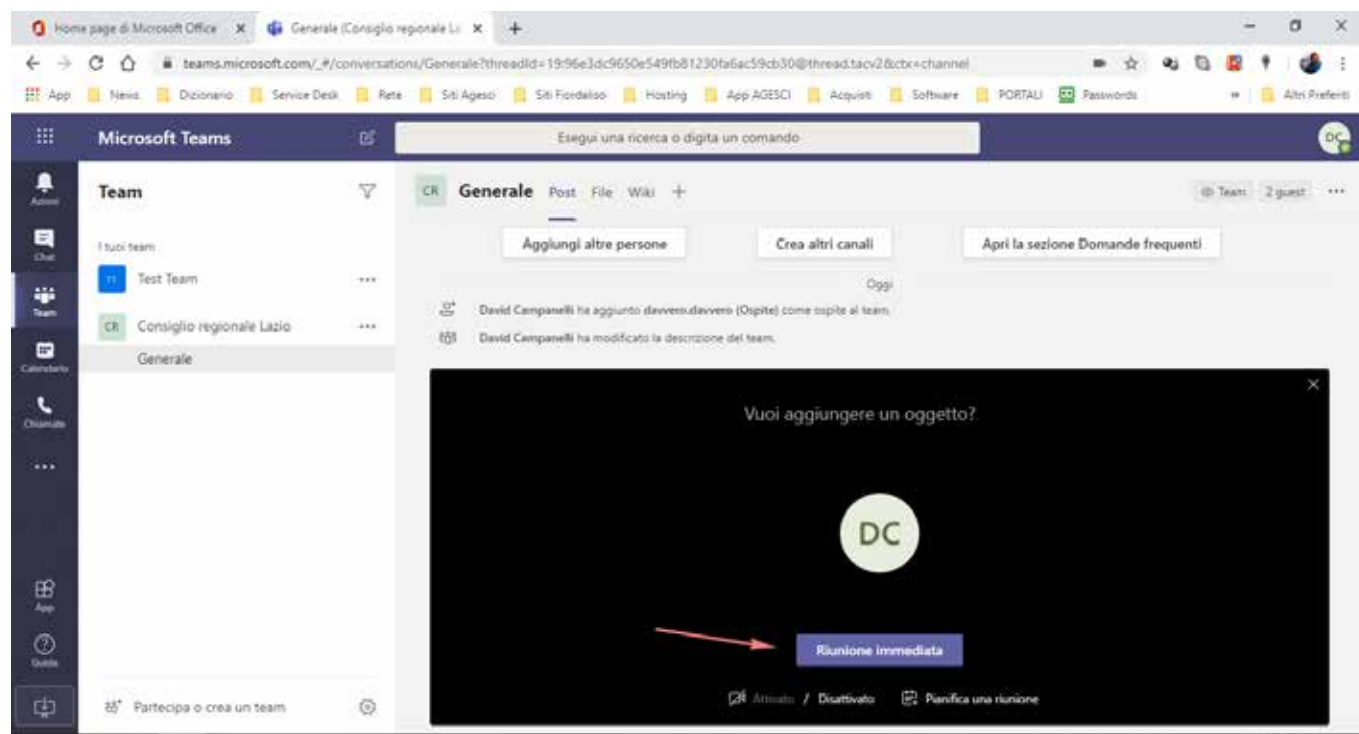 Home page di Microsoft Office
Generale (Consiglio regionale La
teams.microsoft.com/_#/conversations/Generale?threadId=19:96e3dc9650e549fb81230fa6ac59cb30@thread.tacv2&ctx=channel
App News Dizionario Service Desk Rete Siti Agesci Siti Fiordaliso Hosting App AGESCI Acquisti Software PORTALI Passwords Altri Preferiti
Microsoft Teams
Esegui una ricerca o digita un comando
DC
Team
CR Generale Post File Wiki +
Team 2 guest
Chat
Team
Calendario
Chiamate
App
Guida
I tuoi team
TT Test Team
CR Consiglio regionale Lazio
Generale
Partecipa o crea un team
Aggiungi altre persone Crea altri canali Apri la sezione Domande frequenti
Oggi
David Campanelli ha aggiunto davvero.davvero (Ospite) come ospite al team.
David Campanelli ha modificato la descrizione del team.
Vuoi aggiungere un oggetto?
DC
Riunione immediata
Attivato / Disattivato Pianifica una riunione